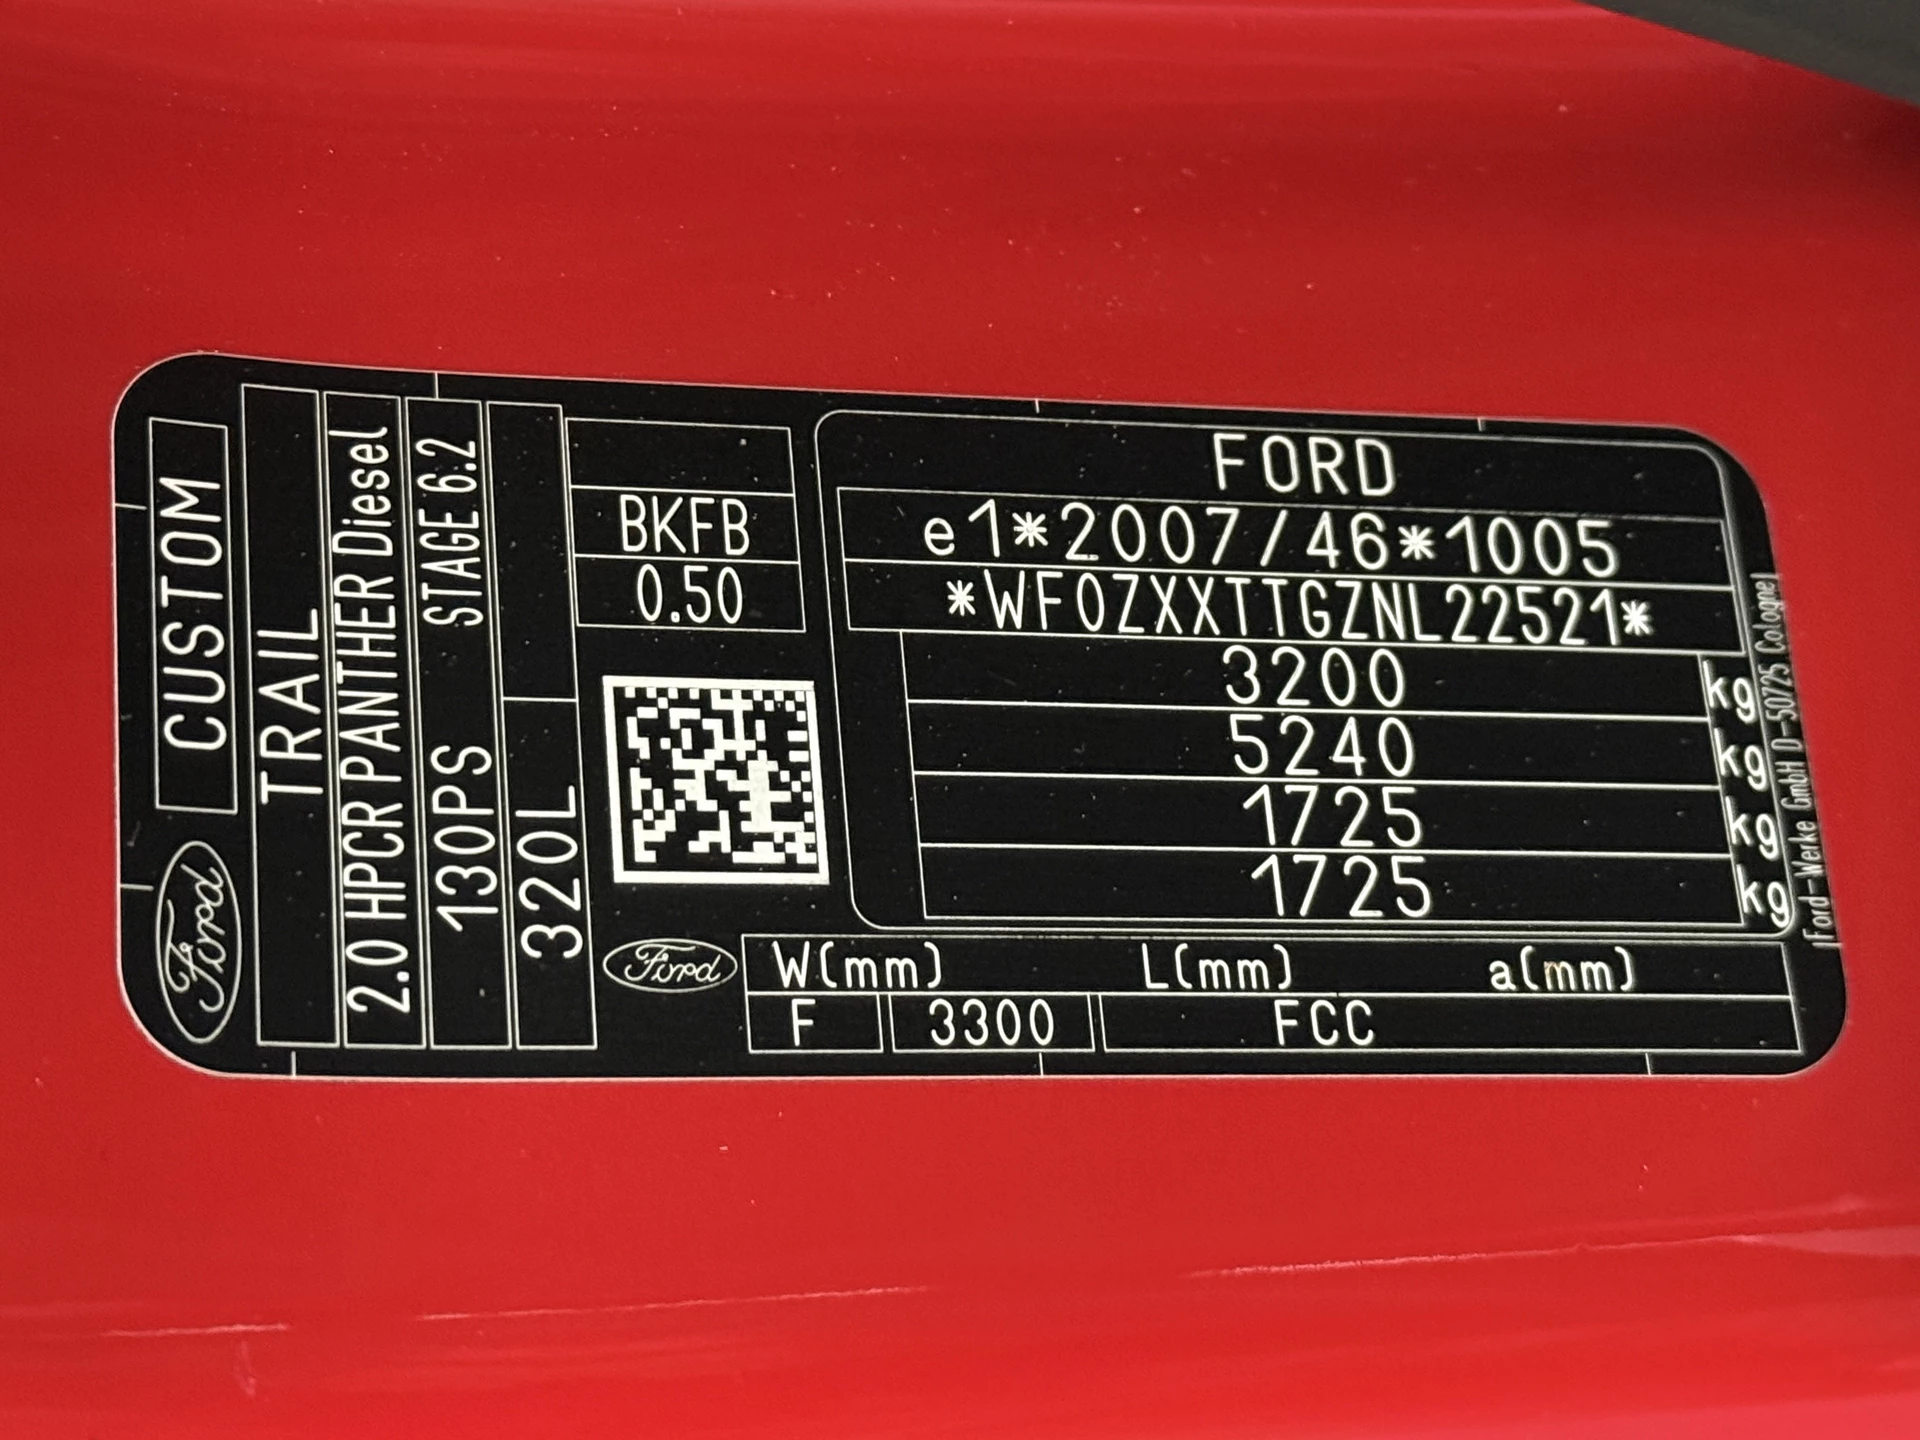 Ford
CUSTOM
TRAIL
2.0 HPCR PANTHER Diesel
130PS STAGE 6.2
320L
BKFB
0.50
FORD
e1*2007/46*1005
*WF0ZXXTTGZNL22521*
3200 kg
5240 kg
1725 kg
1725 kg
Ford-Werke GmbH D-50725 Cologne
Ford
W(mm) L(mm) a(mm)
F 3300 FCC